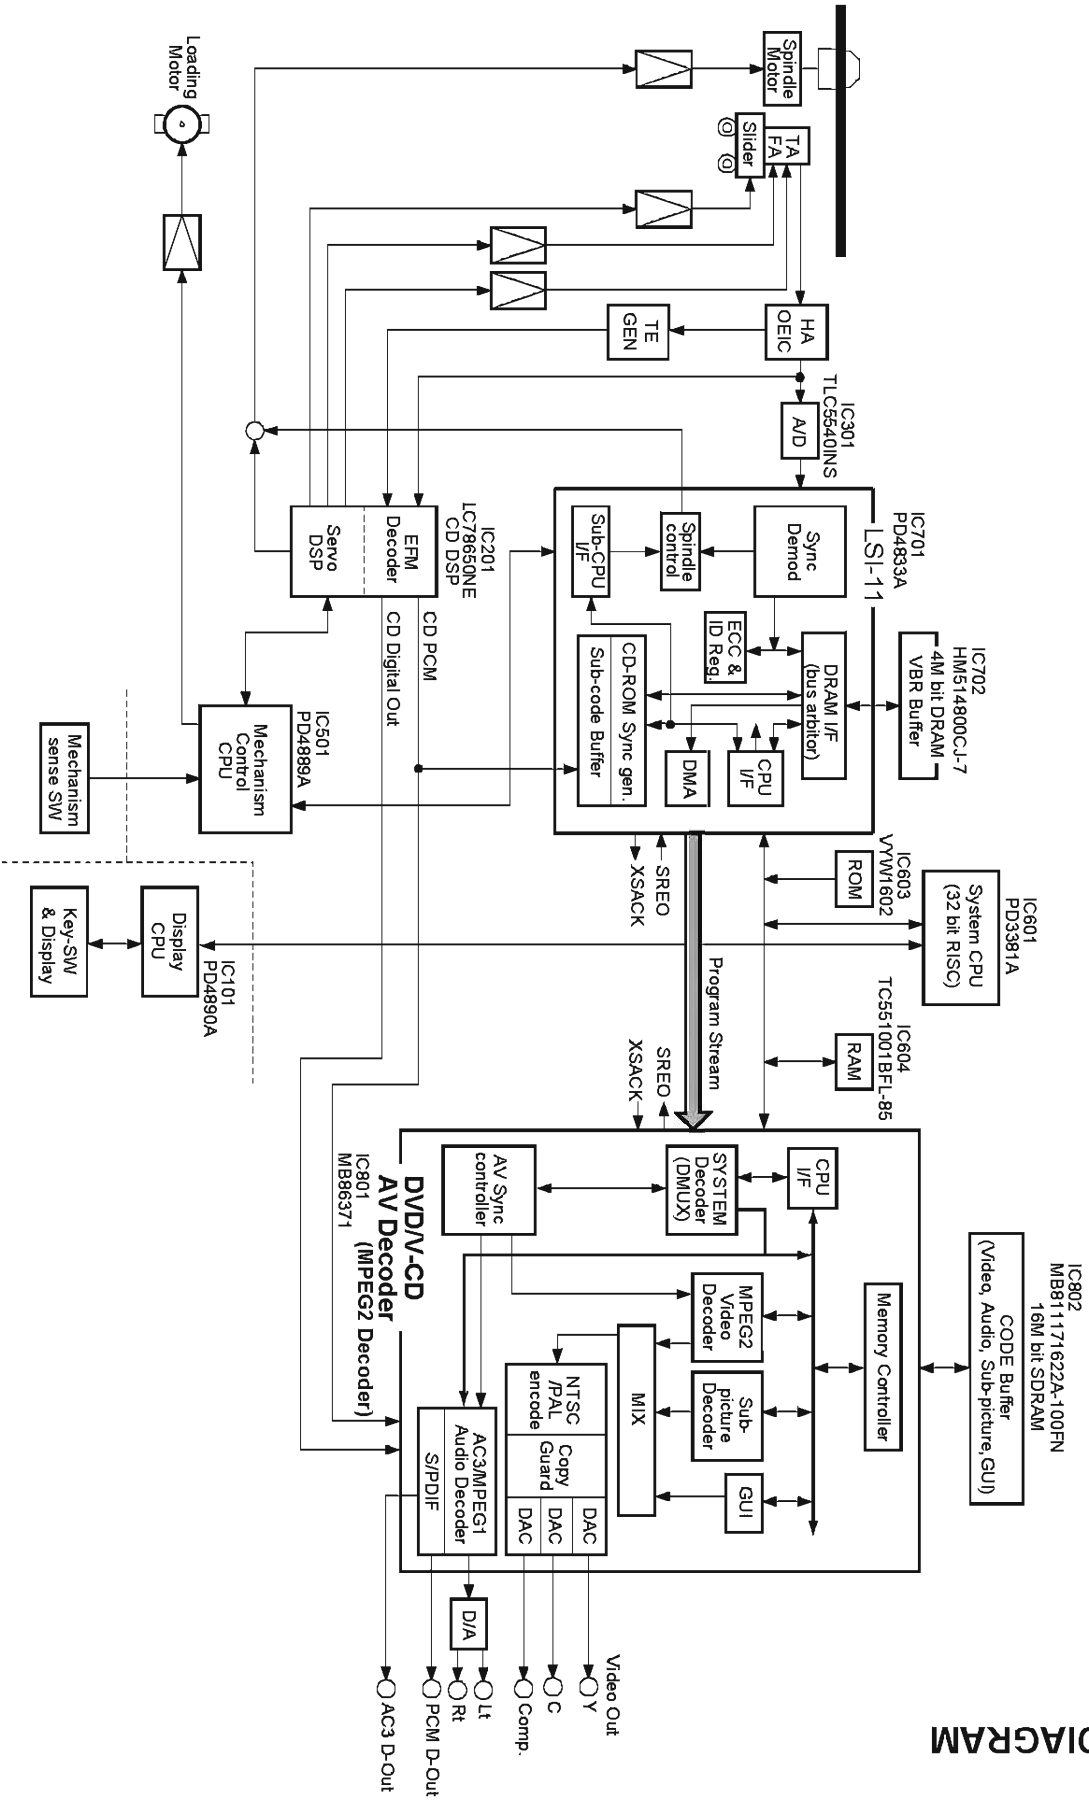 DIAGRAM
Spindle
Motor
TA
FA
Slider
Loading
Motor
HA
OEIC
TE
GEN
IC301
TLC5540INS
A/D
IC701
PD4833A
LSI-11
Sync
Demod
Spindle
control
Sub-CPU
I/F
DRAM I/F
(bus arbitor)
ECC &
ID Reg.
CD-ROM Sync gen.
Sub-code Buffer
CPU
I/F
DMA
IC702
HM514800CJ-7
4M bit DRAM
VBR Buffer
IC201
LC78650NE
CD DSP
EFM
Decoder
Servo
DSP
CD PCM
CD Digital Out
IC501
PD4889A
Mechanism
Control
CPU
Mechanism
sense SW
IC601
PD3381A
System CPU
(32 bit RISC)
IC603
VYW1602
ROM
IC604
TC551001BFL-85
RAM
SREO
XSACK
Program Stream
SREO
XSACK
IC101
PD4890A
Display
CPU
Key-SW
& Display
IC802
MB811171622A-100FN
16M bit SDRAM
CODE Buffer
(Video, Audio, Sub-picture, GUI)
CPU
I/F
Memory Controller
SYSTEM
Decoder
(DMUX)
AV Sync
controller
MPEG2
Video
Decoder
Sub-
picture
Decoder
GUI
MIX
NTSC
/PAL
encode
Copy
Guard
DAC
DAC
DAC
AC3/MPEG1
Audio Decoder
S/PDIF
DVD/V-CD
AV Decoder
(MPEG2 Decoder)
IC801
MB86371
D/A
Video Out
Y
C
Comp.
Lt
Rt
PCM D-Out
AC3 D-Out